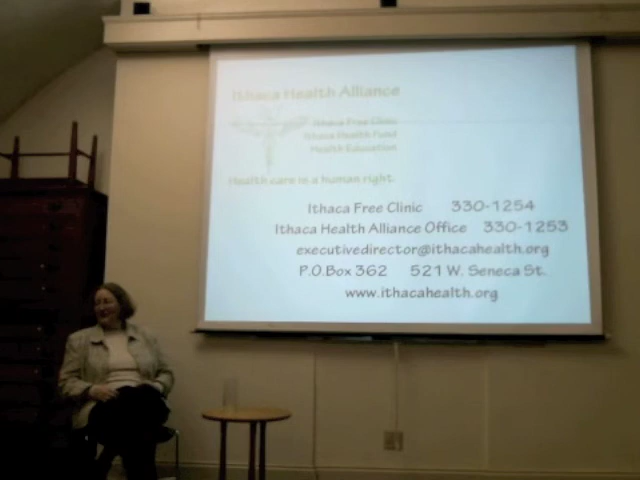 Ithaca Health Alliance
Ithaca Free Clinic
Ithaca Health Fund
Health Education
Health care is a human right.
Ithaca Free Clinic 330-1254
Ithaca Health Alliance Office 330-1253
executivedirector@ithacahealth.org
P.O.Box 362 521 W. Seneca St.
www.ithacahealth.org